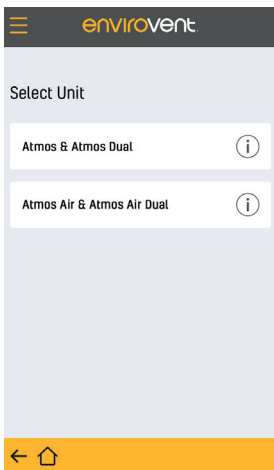 envirovent.
Select Unit
Atmos & Atmos Dual
i
Atmos Air & Atmos Air Dual
i